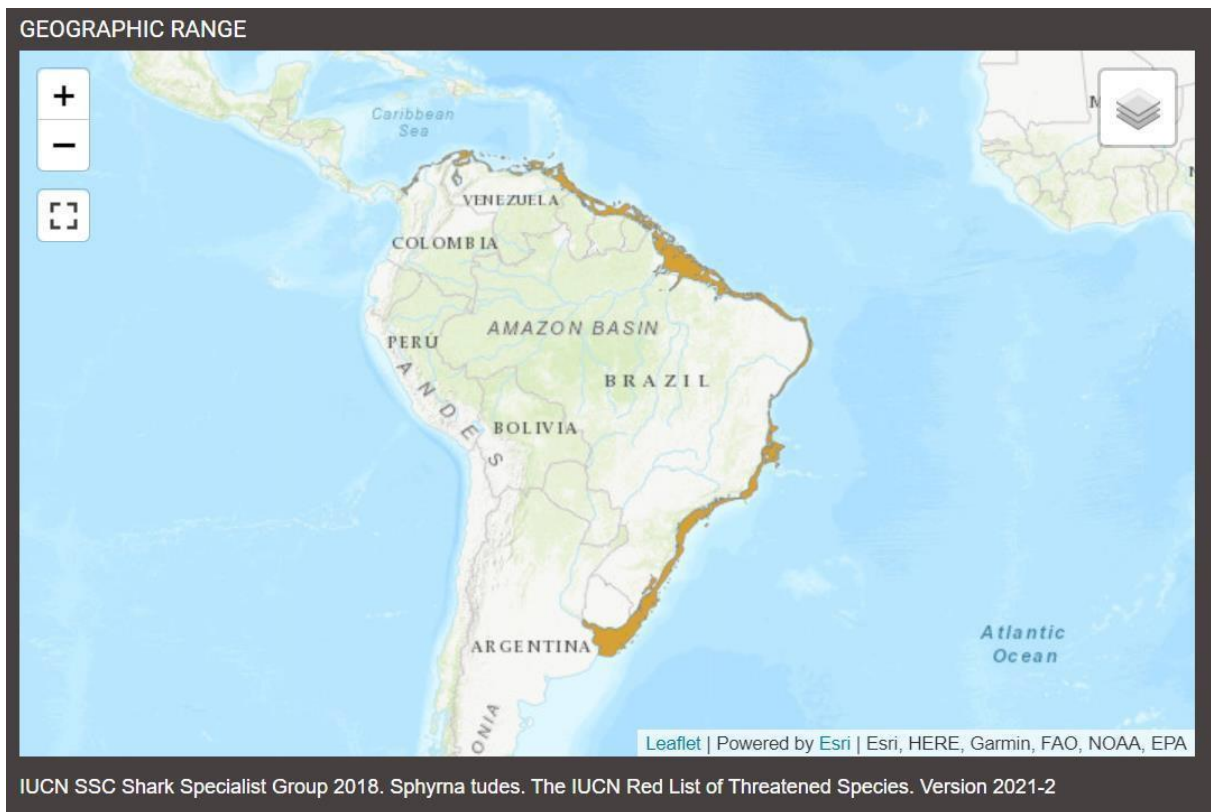 GEOGRAPHIC RANGE
+
−
Caribbean
Sea
VENEZUELA
COLOMBIA
AMAZON BASIN
PERÚ
BRAZIL
ANDES
BOLIVIA
Atlantic
Ocean
ARGENTINA
ONIA
Leaflet | Powered by Esri | Esri, HERE, Garmin, FAO, NOAA, EPA
IUCN SSC Shark Specialist Group 2018. Sphyrna tudes. The IUCN Red List of Threatened Species. Version 2021-2